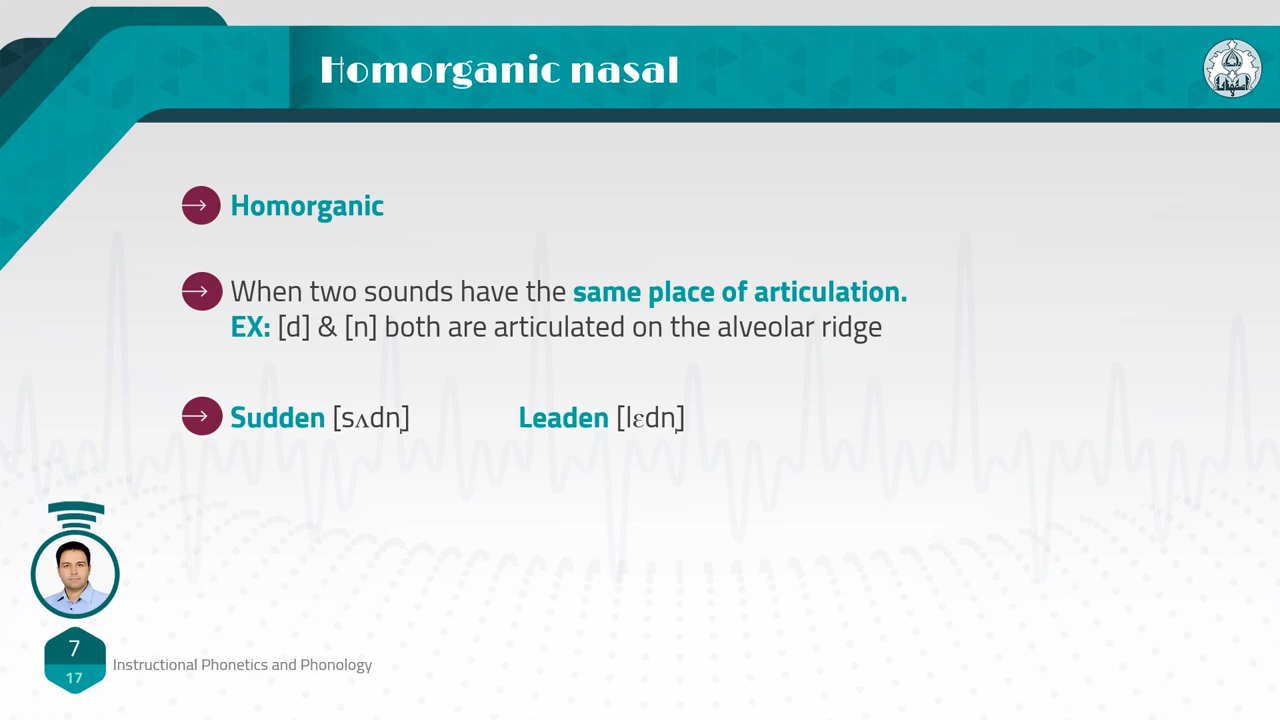 Homorganic nasal
اصفهان
Homorganic
When two sounds have the same place of articulation.
EX: [d] & [n] both are articulated on the alveolar ridge
Sudden [sʌdn̩] Leaden [lɛdn̩]
7
17
Instructional Phonetics and Phonology